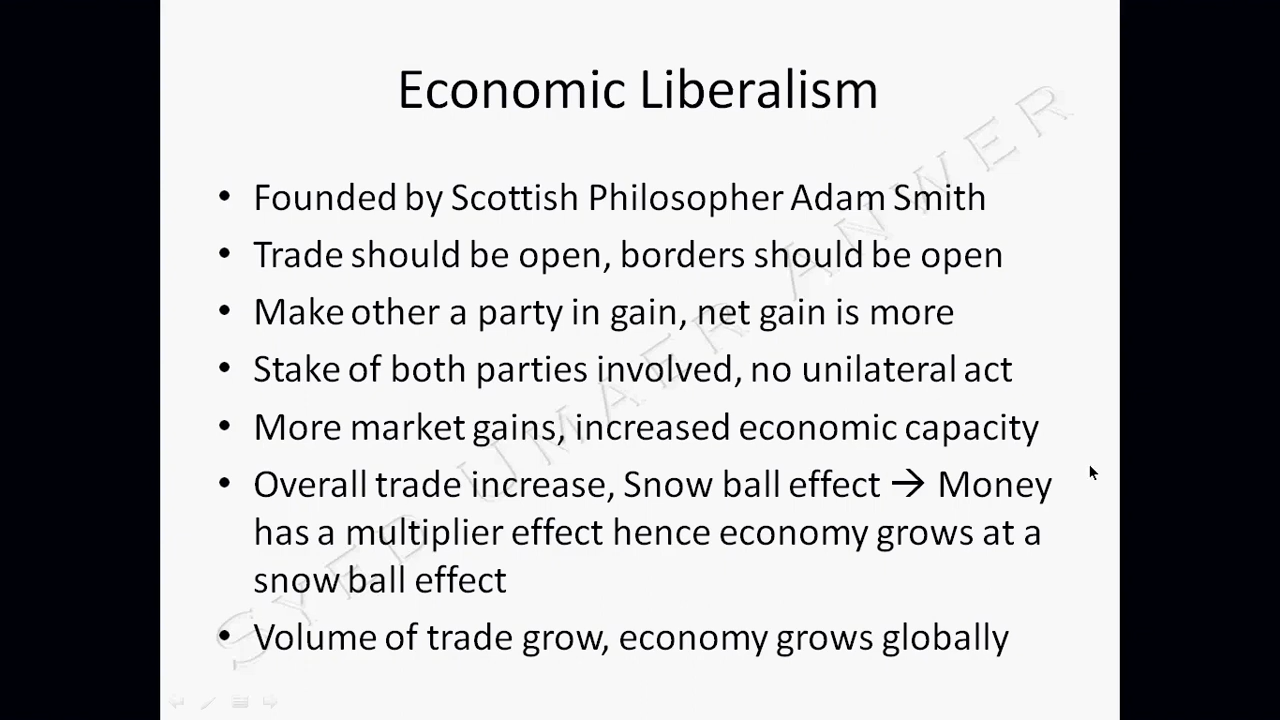 Economic Liberalism
• Founded by Scottish Philosopher Adam Smith
• Trade should be open, borders should be open
• Make other a party in gain, net gain is more
• Stake of both parties involved, no unilateral act
• More market gains, increased economic capacity
• Overall trade increase, Snow ball effect → Money
has a multiplier effect hence economy grows at a
snow ball effect
• Volume of trade grow, economy grows globally
SYED UMAER ANWER